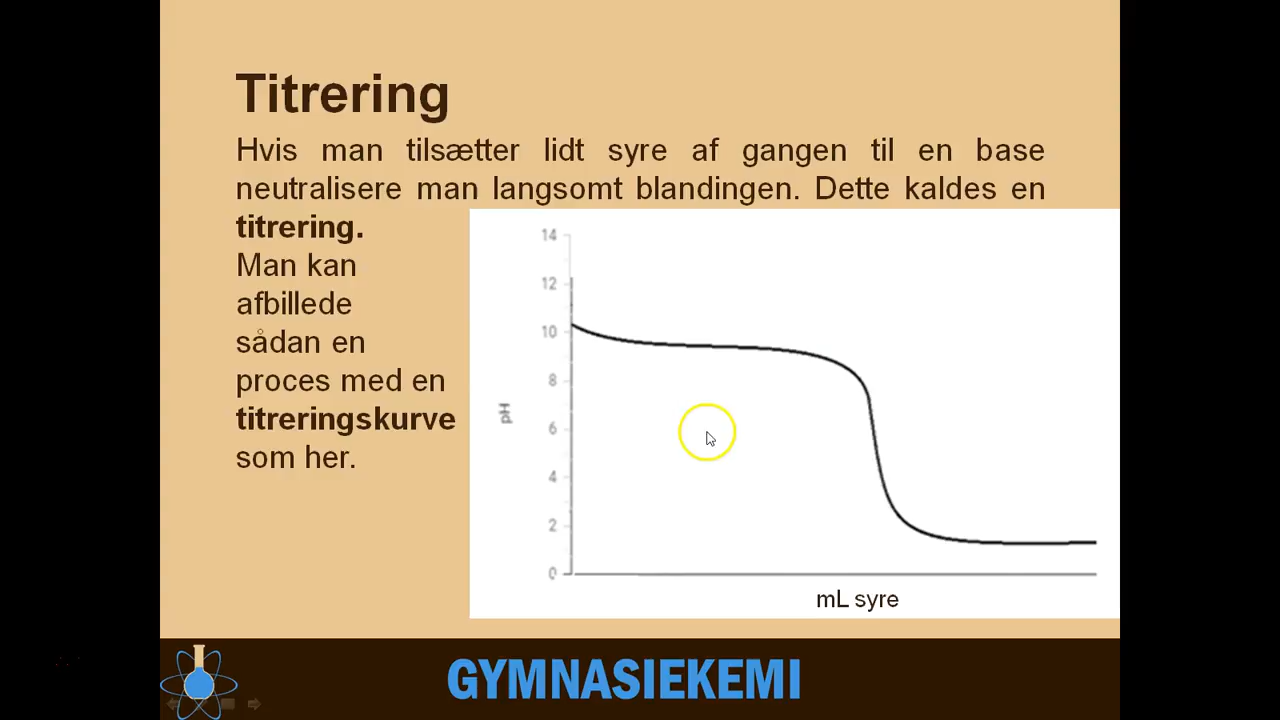 Titrering
Hvis man tilsætter lidt syre af gangen til en base
neutralisere man langsomt blandingen. Dette kaldes en
titrering.
Man kan
afbillede
sådan en
proces med en
titreringskurve
som her.
14
12
10
8
6
4
2
0
pH
mL syre
GYMNASIEKEMI